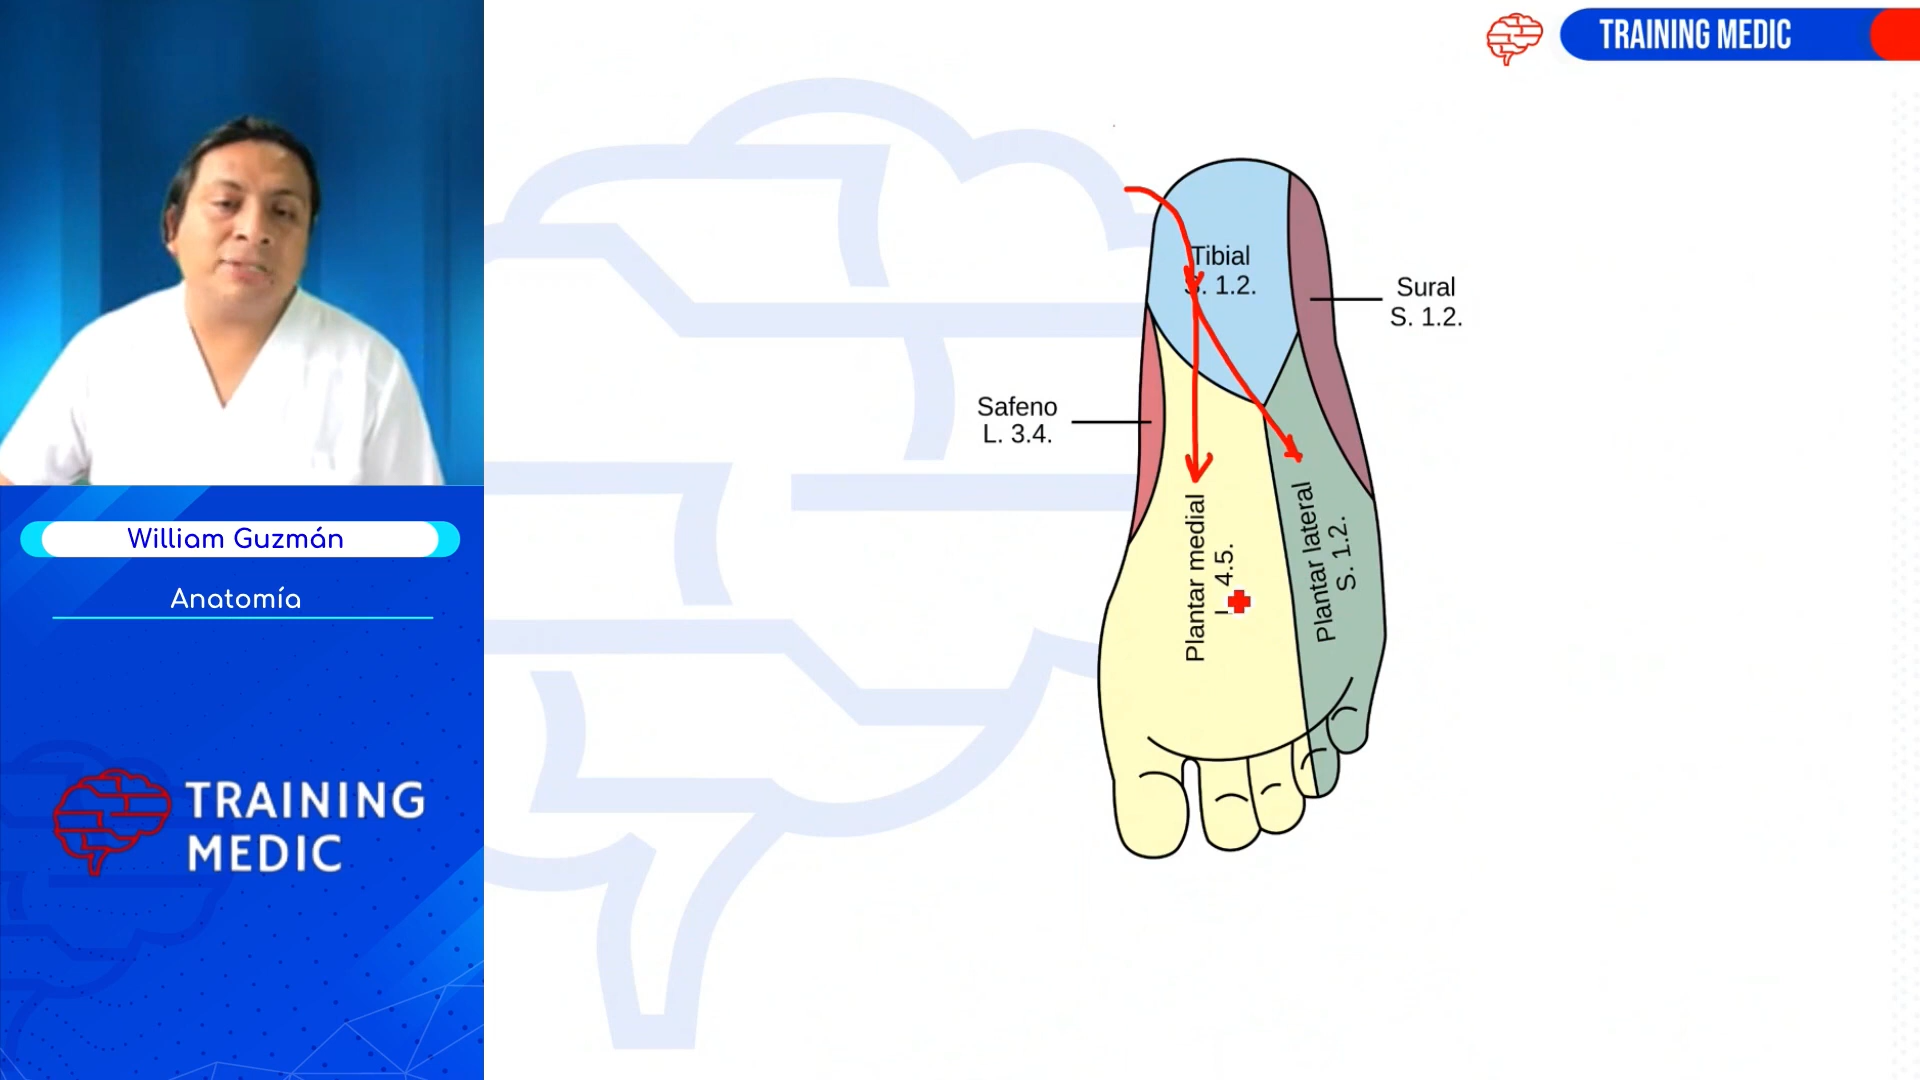 TRAINING MEDIC
Tibial
S. 1.2.
Sural
S. 1.2.
Safeno
L. 3.4.
Plantar medial
L 4.5.
Plantar lateral
S. 1.2.
William Guzmán
Anatomía
TRAINING
MEDIC